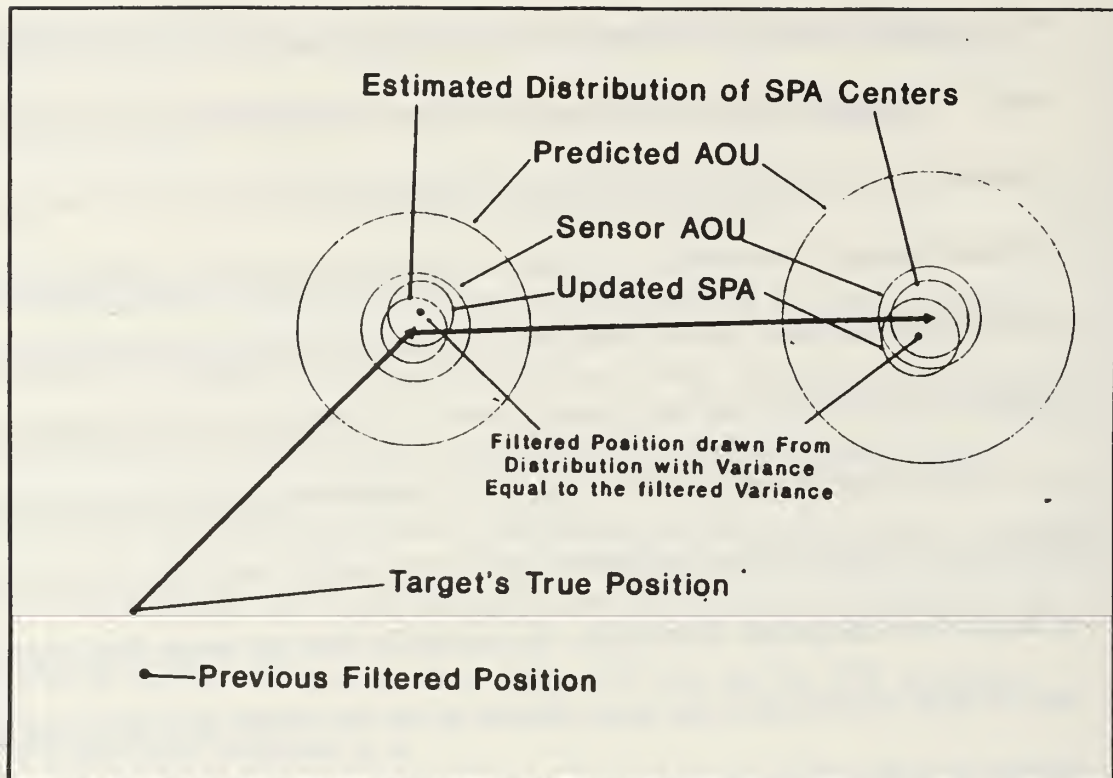 Estimated Distribution of SPA Centers
Predicted AOU
Sensor AOU
Updated SPA
Filtered Position drawn From
Distribution with Variance
Equal to the filtered Variance
Target's True Position
Previous Filtered Position